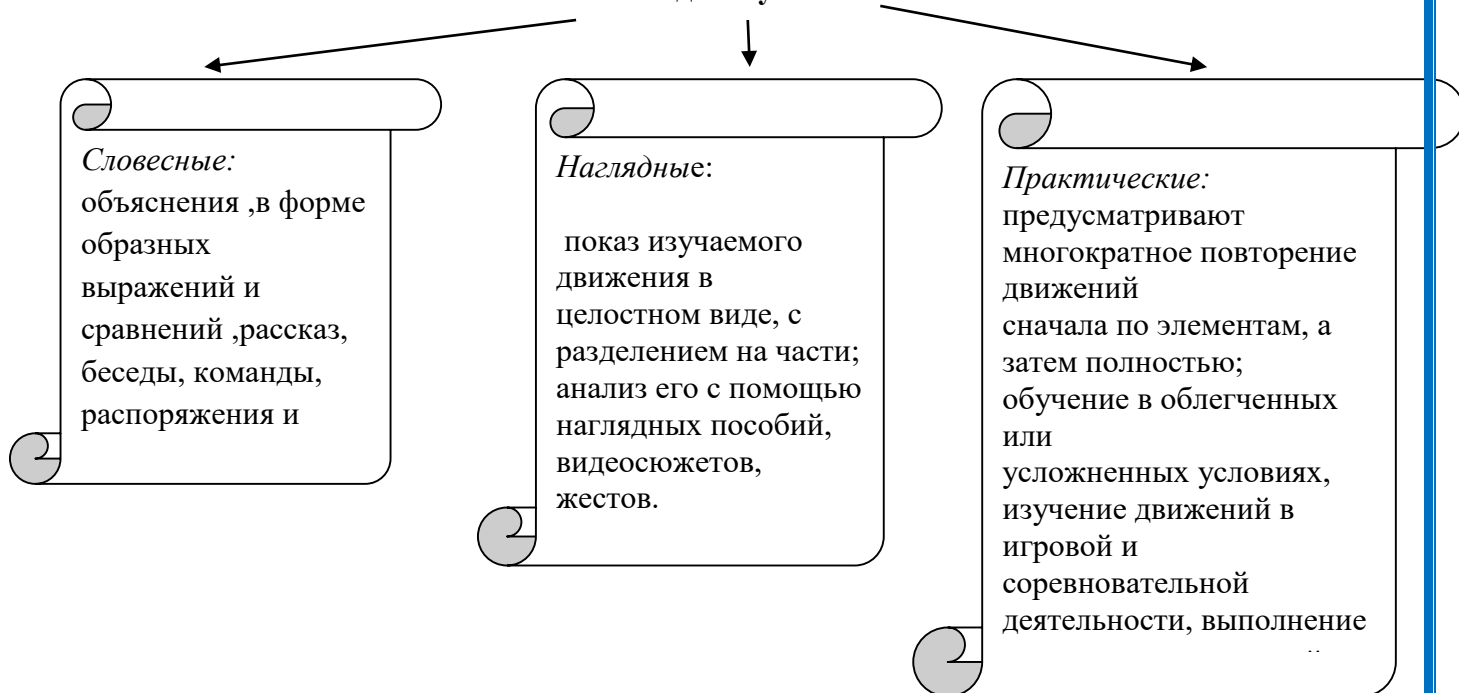 Словесные:
объяснения ,в форме
образных
выражений и
сравнений ,рассказ,
беседы, команды,
распоряжения и
Наглядные:
показ изучаемого
движения в
целостном виде, с
разделением на части;
анализ его с помощью
наглядных пособий,
видеосюжетов,
жестов.
Практические:
предусматривают
многократное повторение
движений
сначала по элементам, а
затем полностью;
обучение в облегченных
или
усложненных условиях,
изучение движений в
игровой и
соревновательной
деятельности, выполнение